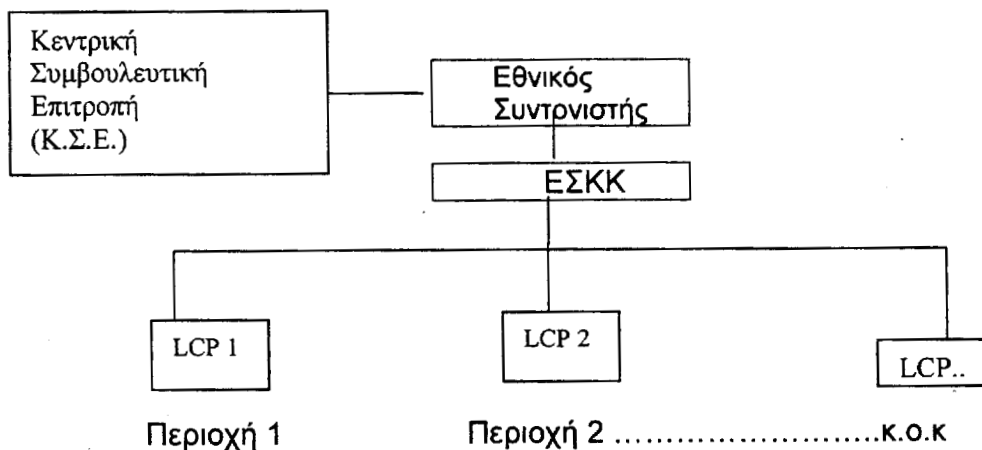 Κεντρική
Συμβουλευτική
Επιτροπή
(Κ.Σ.Ε.)
Εθνικός
Συντονιστής
ΕΣΚΚ
LCP 1
LCP 2
LCP..
Περιοχή 1
Περιοχή 2 ...........................κ.ο.κ